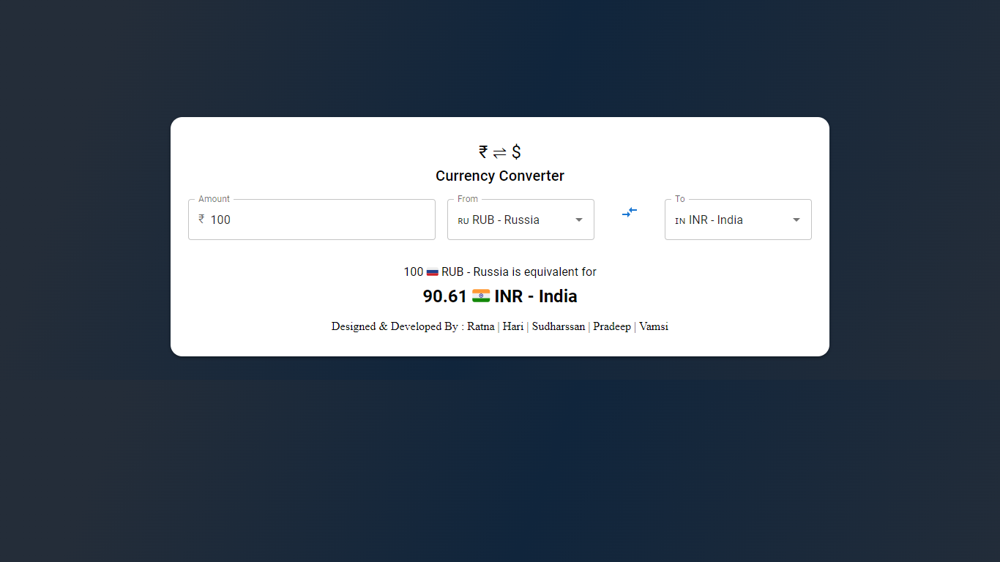 ₹ ⇌ $
Currency Converter
Amount From To
₹ 100 RU RUB - Russia IN INR - India
100 🇷🇺 RUB - Russia is equivalent for
90.61 🇮🇳 INR - India
Designed & Developed By : Ratna | Hari | Sudharssan | Pradeep | Vamsi